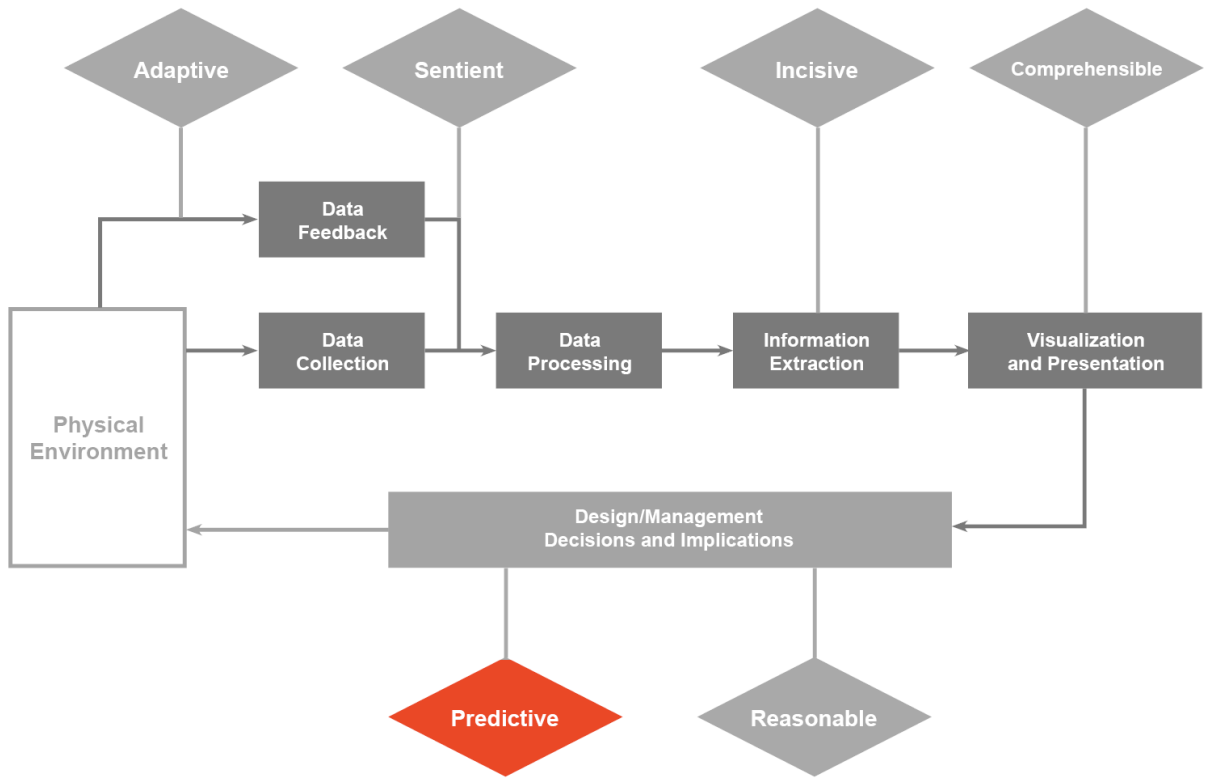 Adaptive
Sentient
Incisive
Comprehensible
Data
Feedback
Data
Collection
Data
Processing
Information
Extraction
Visualization
and Presentation
Physical
Environment
Design/Management
Decisions and Implications
Predictive
Reasonable